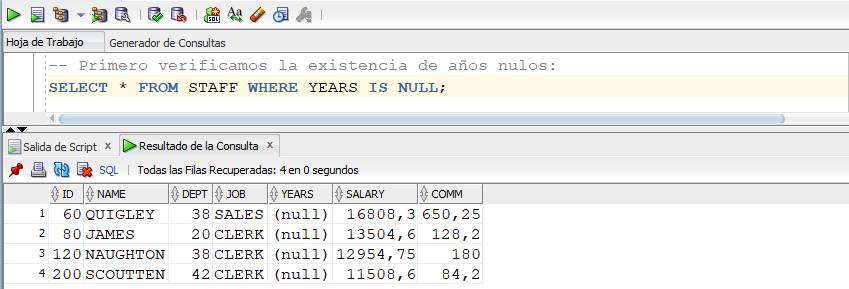 SQL Aa
Hoja de Trabajo Generador de Consultas
-- Primero verificamos la existencia de años nulos:
SELECT * FROM STAFF WHERE YEARS IS NULL;
Salida de Script x Resultado de la Consulta x
SQL | Todas las Filas Recuperadas: 4 en 0 segundos
ID NAME DEPT JOB YEARS SALARY COMM
1 60 QUIGLEY 38 SALES (null) 16808,3 650,25
2 80 JAMES 20 CLERK (null) 13504,6 128,2
3 120 NAUGHTON 38 CLERK (null) 12954,75 180
4 200 SCOUTTEN 42 CLERK (null) 11508,6 84,2